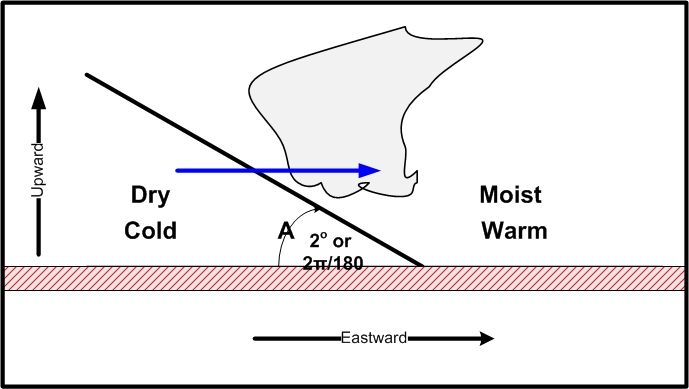 Upward
Dry
Cold
Moist
Warm
A
2° or
2π/180
Eastward